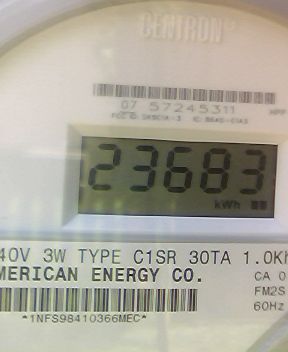 CENTRON
07 57245311
23683
kWh
40V 3W TYPE C1SR 30TA 1.0Kh
MERICAN ENERGY CO.
CA 0
FM2S
60Hz
*1NFS98410366MEC*